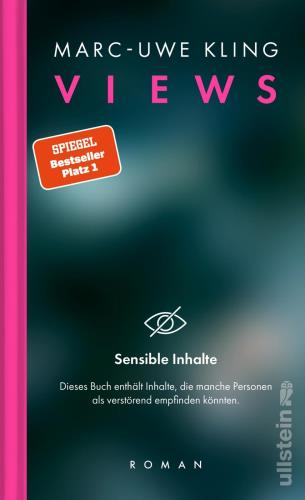 MARC-UWE KLING
VIEWS
SPIEGEL
Bestseller
Platz 1
Sensible Inhalte
Dieses Buch enthält Inhalte, die manche Personen
als verstörend empfinden könnten.
ullstein
ROMAN